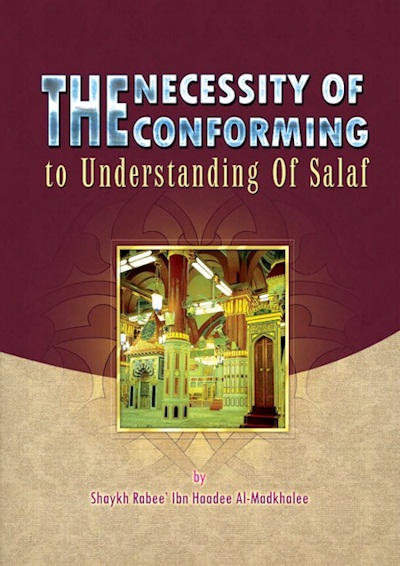 THE NECESSITY OF
CONFORMING
to Understanding Of Salaf
by
Shaykh Rabee' Ibn Haadee Al-Madkhalee